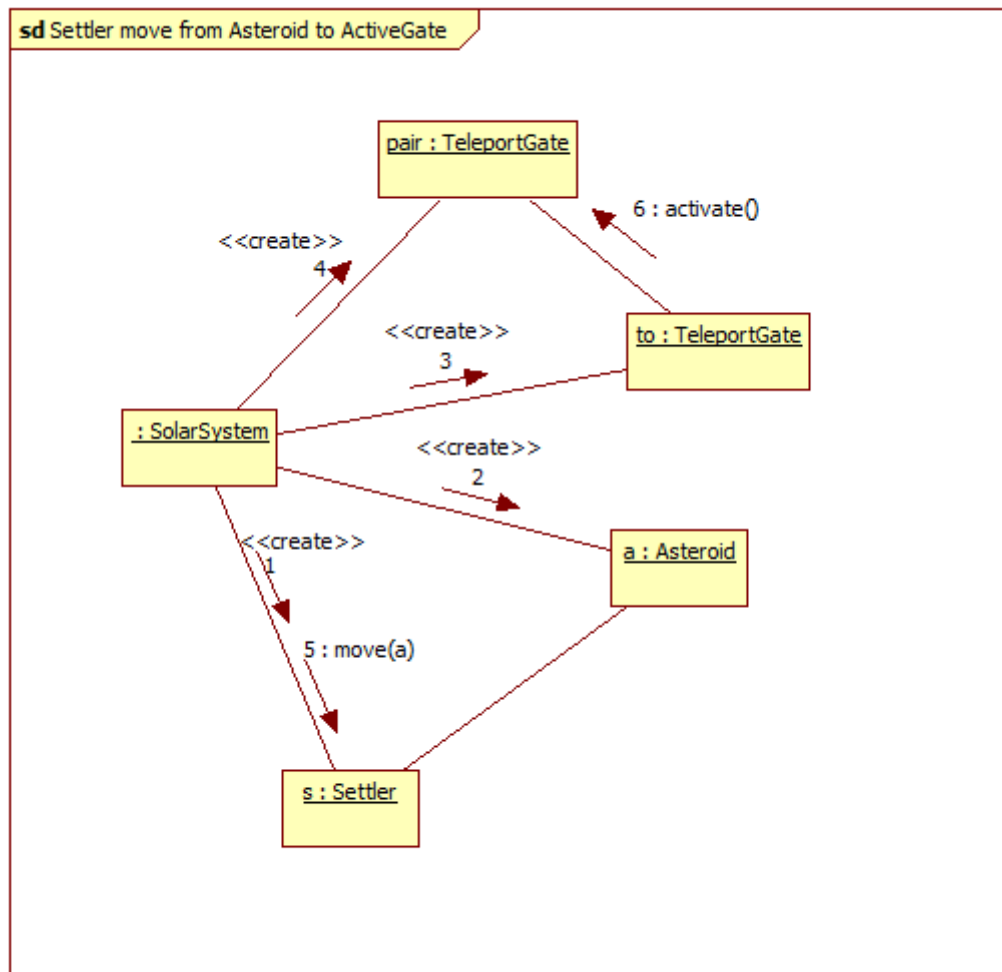 sd Settler move from Asteroid to ActiveGate
pair : TeleportGate
6 : activate()
<<create>>
4
to : TeleportGate
<<create>>
3
: SolarSystem
<<create>>
2
<<create>>
1
a : Asteroid
5 : move(a)
s : Settler